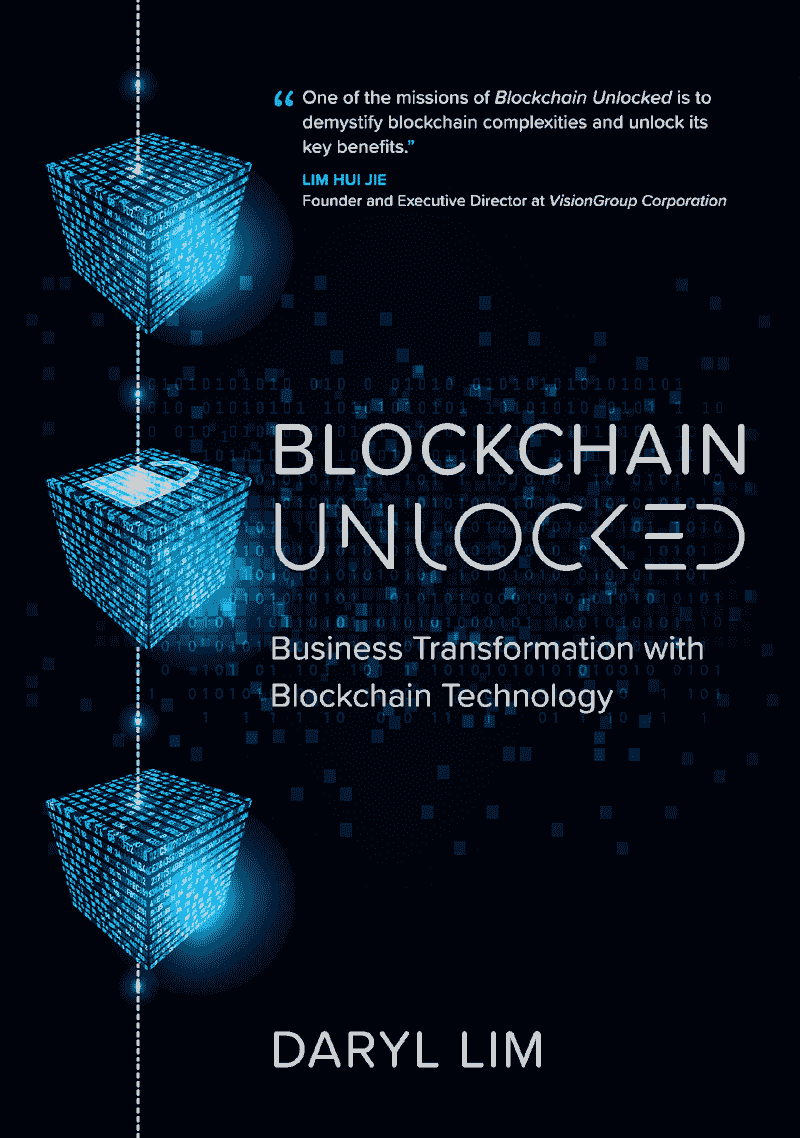 “ One of the missions of Blockchain Unlocked is to
demystify blockchain complexities and unlock its
key benefits.”
LIM HUI JIE
Founder and Executive Director at VisionGroup Corporation
BLOCKCHAIN
UNLOCKED
Business Transformation with
Blockchain Technology
DARYL LIM